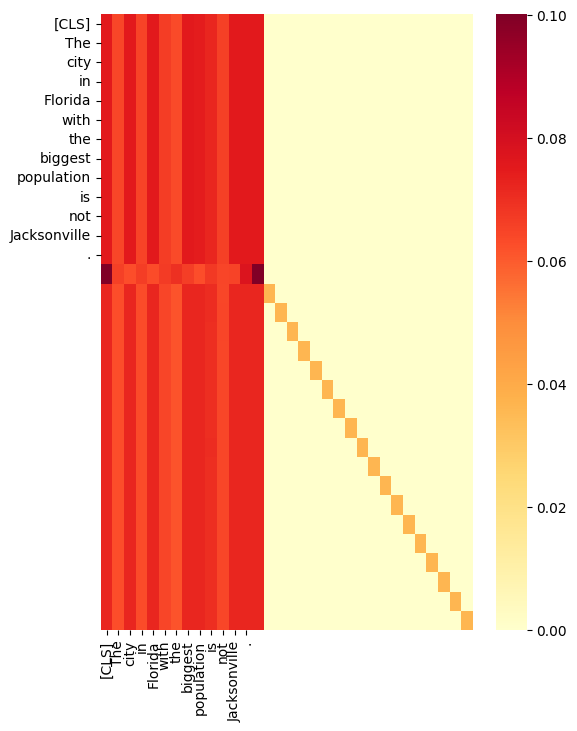 [CLS]
The
city
in
Florida
with
the
biggest
population
is
not
Jacksonville
.
0.10
0.08
0.06
0.04
0.02
0.00
[CLS]
The
city
in
Florida
with
the
biggest
population
is
not
Jacksonville
.